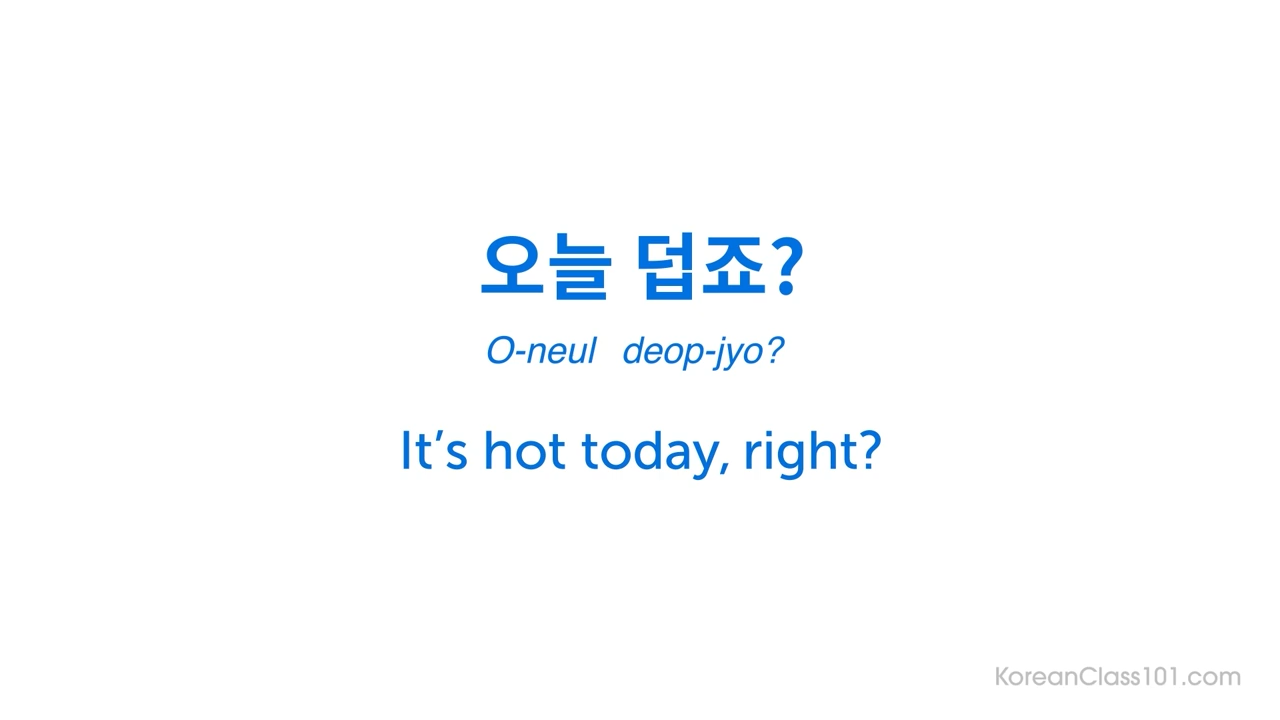 오늘 덥죠?
O-neul deop-jyo?
It's hot today, right?
KoreanClass101.com